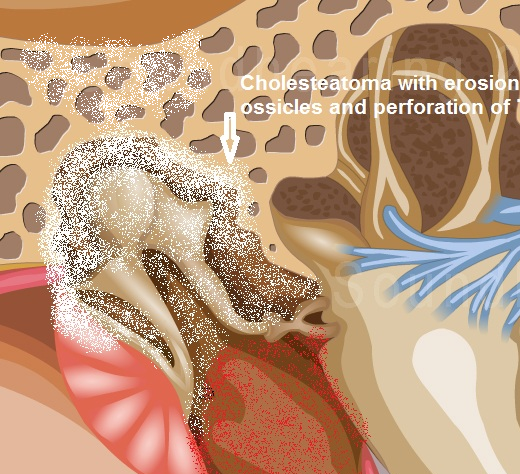 Cholesteatoma with erosion
ossicles and perforation of